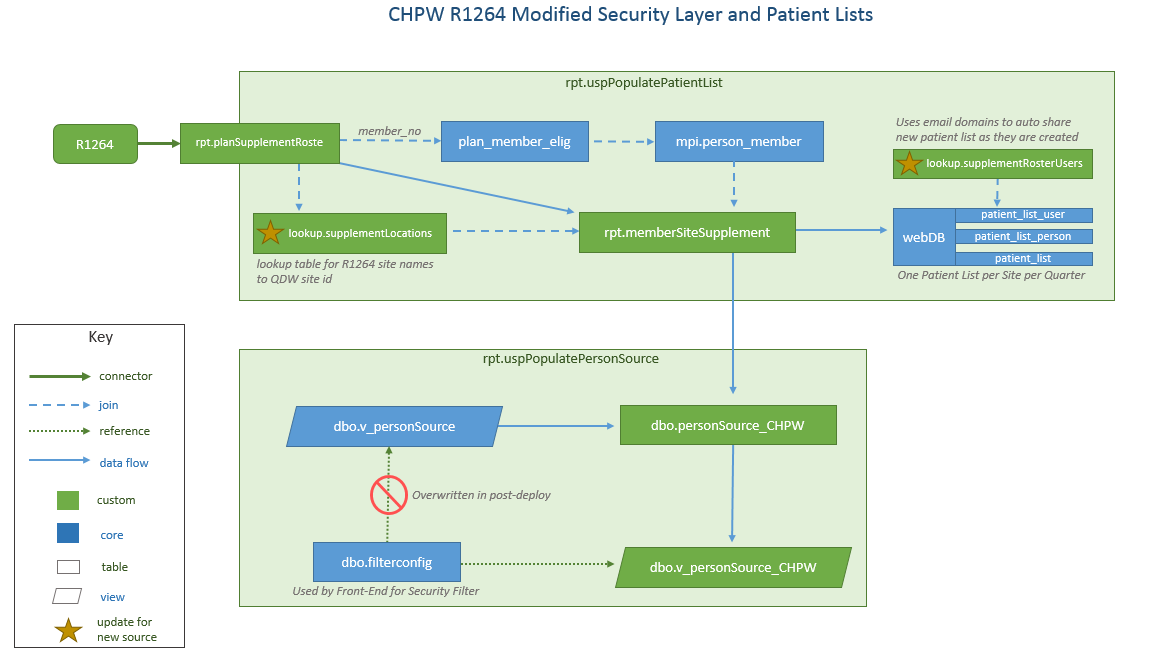 CHPW R1264 Modified Security Layer and Patient Lists
rpt.uspPopulatePatientList
R1264
rpt.planSupplementRoste
member_no
plan_member_elig
mpi.person_member
Uses email domains to auto share
new patient list as they are created
lookup.supplementRosterUsers
lookup.supplementLocations
lookup table for R1264 site names
to QDW site id
rpt.memberSiteSupplement
webDB
patient_list_user
patient_list_person
patient_list
One Patient List per Site per Quarter
Key
connector
join
reference
data flow
custom
core
table
view
update for
new source
rpt.uspPopulatePersonSource
dbo.v_personSource
dbo.personSource_CHPW
Overwritten in post-deploy
dbo.filterconfig
Used by Front-End for Security Filter
dbo.v_personSource_CHPW